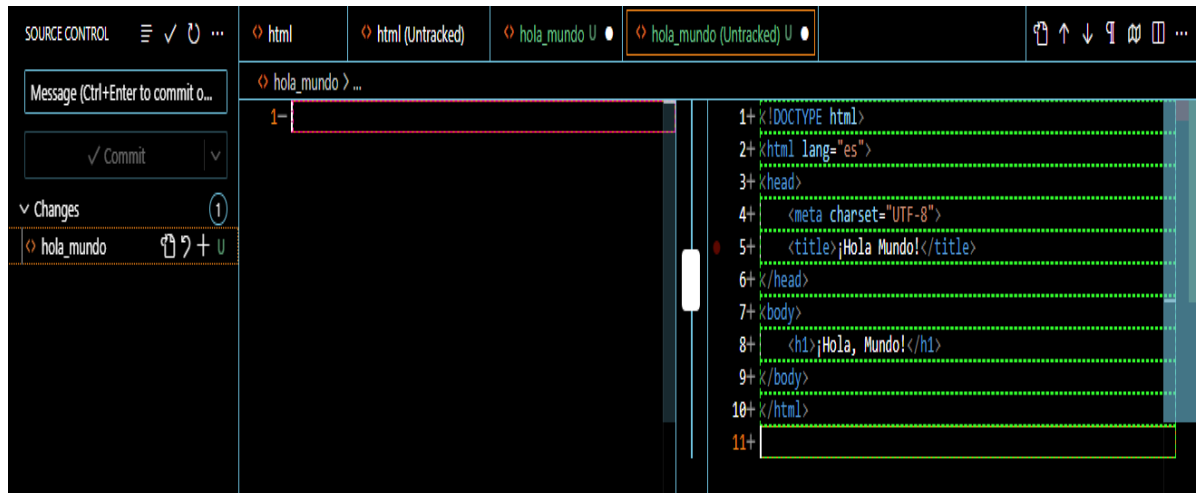 SOURCE CONTROL
html
html (Untracked)
hola_mundo U
hola_mundo (Untracked) U
Message (Ctrl+Enter to commit o...
Commit
Changes 1
hola_mundo U
hola_mundo > ...
1-
1+ <!DOCTYPE html>
2+ <html lang="es">
3+ <head>
4+ <meta charset="UTF-8">
5+ <title>¡Hola Mundo!</title>
6+ </head>
7+ <body>
8+ <h1>¡Hola, Mundo!</h1>
9+ </body>
10+ </html>
11+